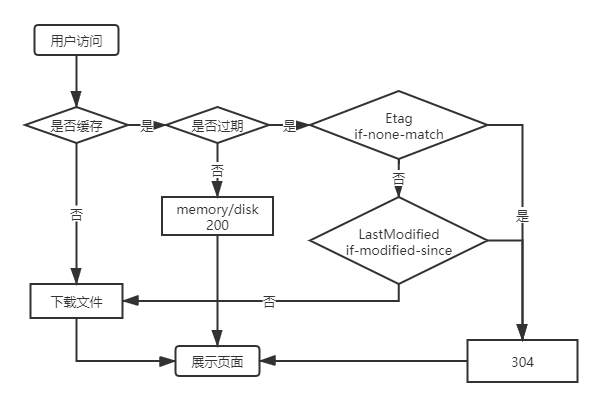 用户访问
是否缓存
是
是否过期
是
Etag
if-none-match
否
否
是
否
memory/disk
200
LastModified
if-modified-since
下载文件
否
展示页面
304